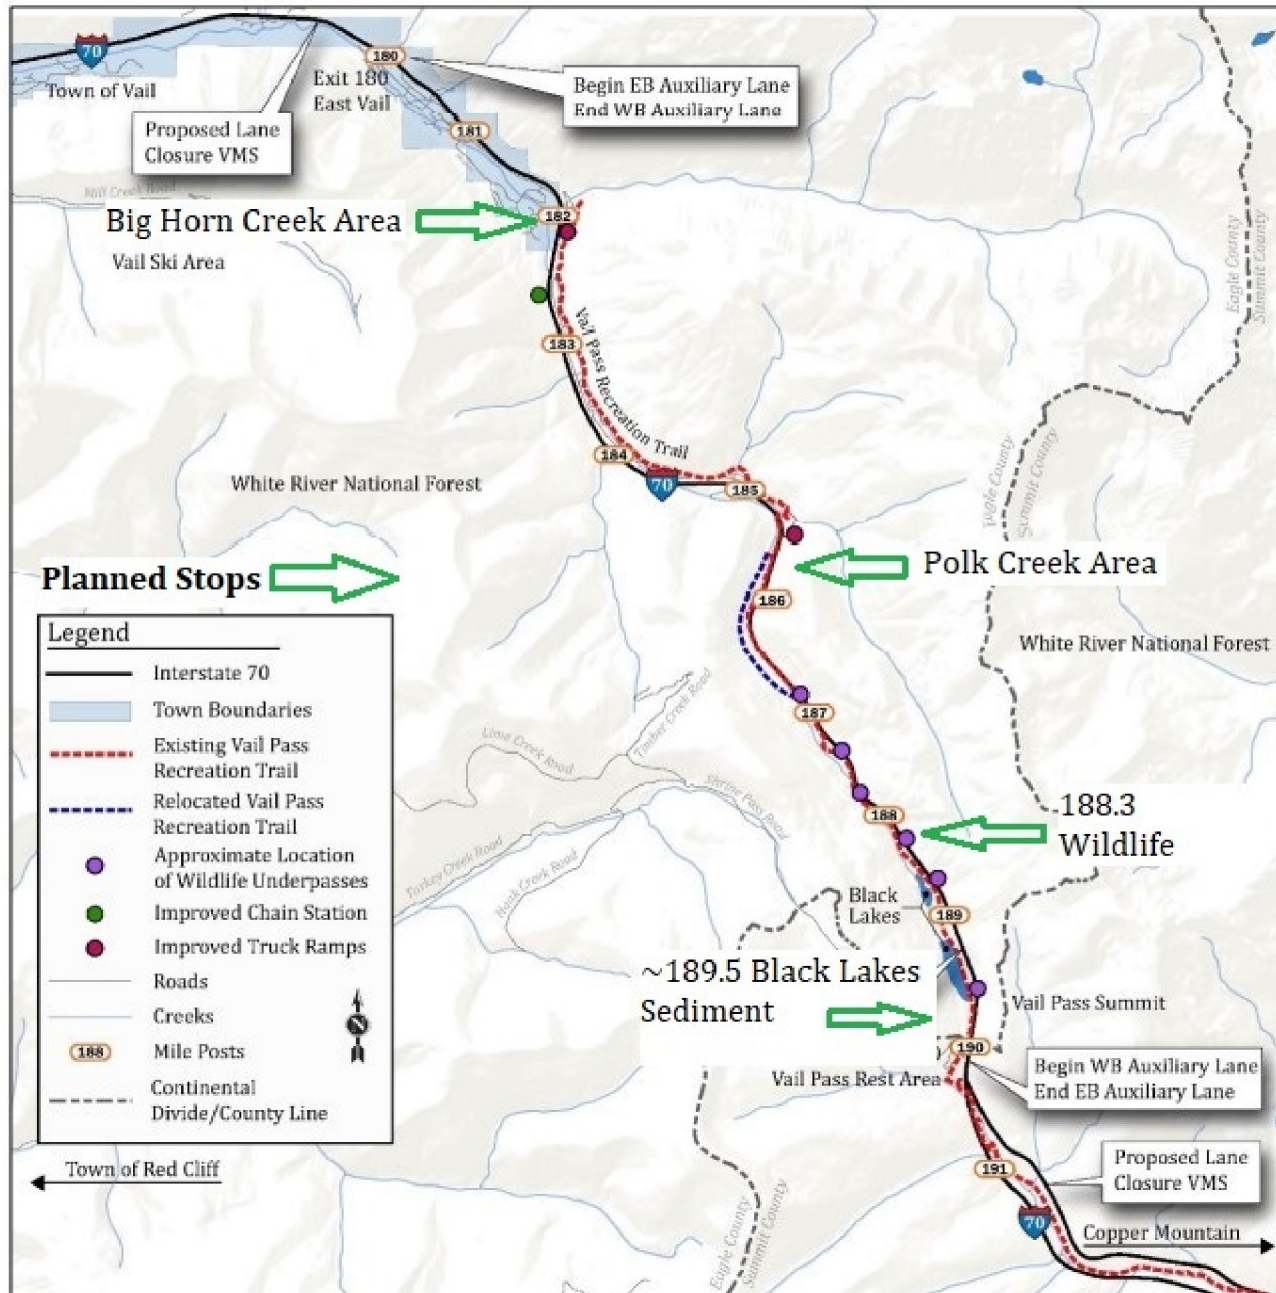 70
Town of Vail
180
Exit 180
East Vail
Begin EB Auxiliary Lane
End WB Auxiliary Lane
Proposed Lane
Closure VMS
181
Mill Creek Road
Big Horn Creek Area
182
Vail Ski Area
Eagle County
Summit County
183
Vail Pass Recreation Trail
184
White River National Forest
70
185
Eagle County
Summit County
Planned Stops
Polk Creek Area
186
White River National Forest
Legend
Interstate 70
Town Boundaries
Existing Vail Pass
Recreation Trail
Relocated Vail Pass
Recreation Trail
Approximate Location
of Wildlife Underpasses
Improved Chain Station
Improved Truck Ramps
Roads
Creeks
188
Mile Posts
Continental
Divide/County Line
N
Lime Creek Road
Timber Creek Road
Shrine Pass Road
Turkey Creek Road
Hank Creek Road
187
188
188.3
Wildlife
Black
Lakes
189
~189.5 Black Lakes
Sediment
Vail Pass Summit
190
Vail Pass Rest Area
Begin WB Auxiliary Lane
End EB Auxiliary Lane
Town of Red Cliff
191
Proposed Lane
Closure VMS
70
Copper Mountain
Eagle County
Summit County